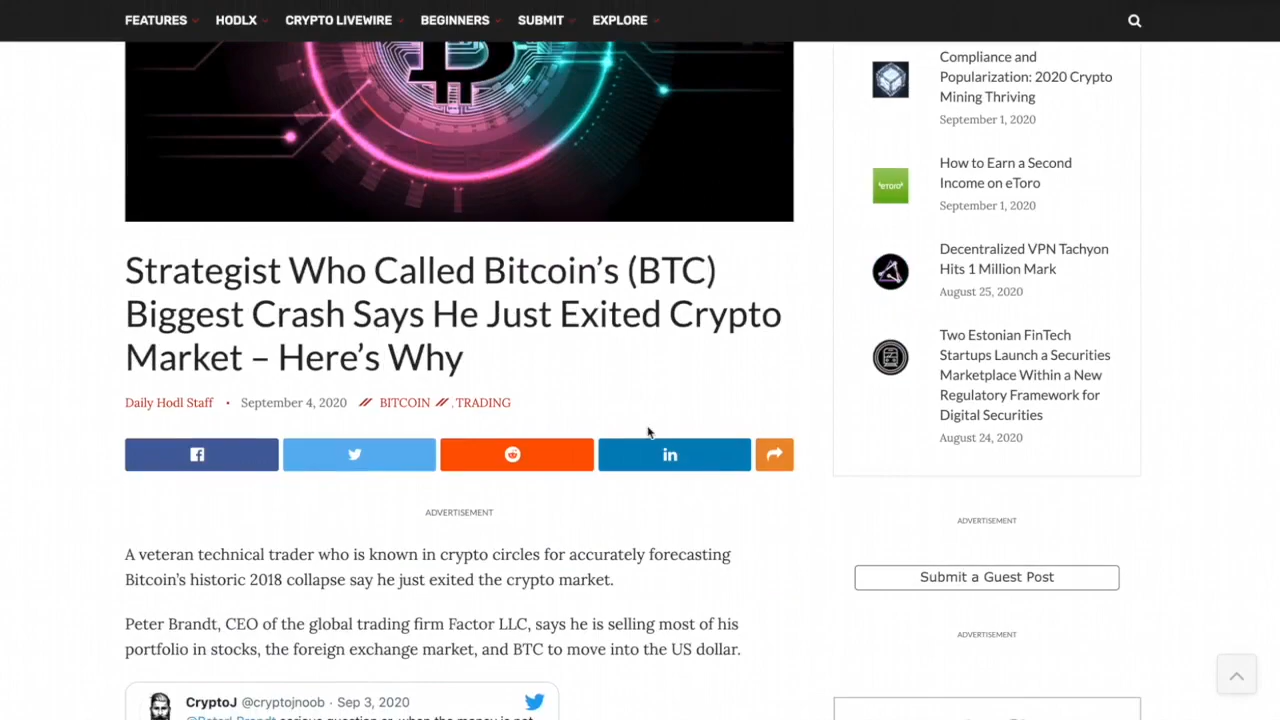 FEATURES HODLX CRYPTO LIVEWIRE BEGINNERS SUBMIT EXPLORE
Strategist Who Called Bitcoin’s (BTC)
Biggest Crash Says He Just Exited Crypto
Market – Here’s Why
Daily Hodl Staff • September 4, 2020 // BITCOIN // , TRADING
in
ADVERTISEMENT
A veteran technical trader who is known in crypto circles for accurately forecasting
Bitcoin’s historic 2018 collapse say he just exited the crypto market.
Peter Brandt, CEO of the global trading firm Factor LLC, says he is selling most of his
portfolio in stocks, the foreign exchange market, and BTC to move into the US dollar.
CryptoJ @cryptojnoob · Sep 3, 2020
Compliance and
Popularization: 2020 Crypto
Mining Thriving
September 1, 2020
eToro
How to Earn a Second
Income on eToro
September 1, 2020
Decentralized VPN Tachyon
Hits 1 Million Mark
August 25, 2020
Two Estonian FinTech
Startups Launch a Securities
Marketplace Within a New
Regulatory Framework for
Digital Securities
August 24, 2020
ADVERTISEMENT
Submit a Guest Post
ADVERTISEMENT